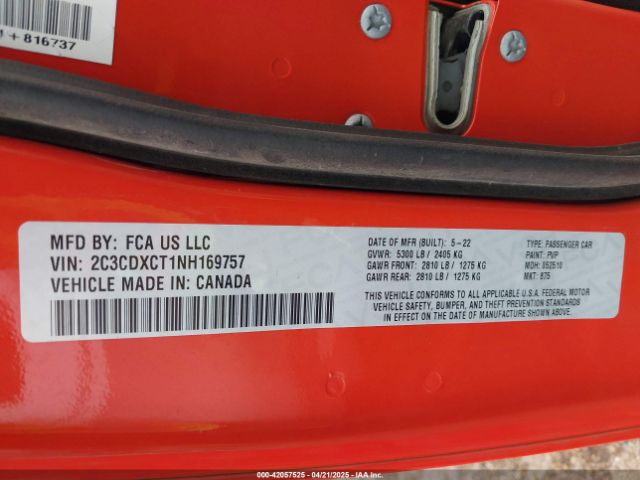 + 816737
MFD BY: FCA US LLC
VIN: 2C3CDXCT1NH169757
VEHICLE MADE IN: CANADA
DATE OF MFR (BUILT): 5-22
GVWR: 5300 LB / 2405 KG
GAWR FRONT: 2810 LB / 1275 KG
GAWR REAR: 2810 LB / 1275 KG
TYPE: PASSENGER CAR
PAINT: PVP
MDH: 052510
MKT: 875
THIS VEHICLE CONFORMS TO ALL APPLICABLE U.S.A. FEDERAL MOTOR
VEHICLE SAFETY, BUMPER, AND THEFT PREVENTION STANDARDS
IN EFFECT ON THE DATE OF MANUFACTURE SHOWN ABOVE.
000-42057525 - 04/21/2025 - IAAI.COM